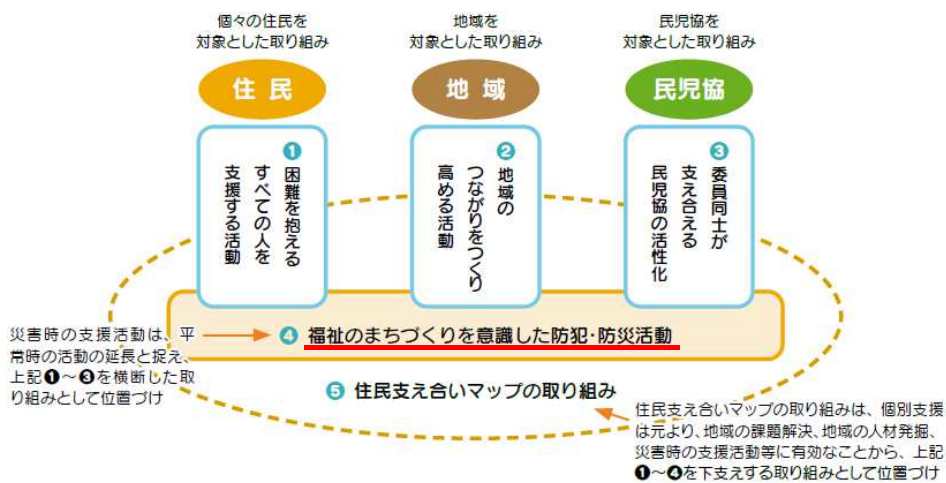 個々の住民を
対象とした取り組み
地域を
対象とした取り組み
民児協を
対象とした取り組み
住民
地域
民児協
❶
困難を抱える
すべての人を
支援する活動
❷
地域の
つながりをつくり
高める活動
❸
委員同士が
支え合える
民児協の活性化
災害時の支援活動は、平
常時の活動の延長と捉え、
上記❶～❸を横断した取
り組みとして位置づけ
❹ 福祉のまちづくりを意識した防犯・防災活動
❺ 住民支え合いマップの取り組み
住民支え合いマップの取り組みは、個別支援
は元より、地域の課題解決、地域の人材発掘、
災害時の支援活動等に有効なことから、上記
❶～❹を下支えする取り組みとして位置づけ